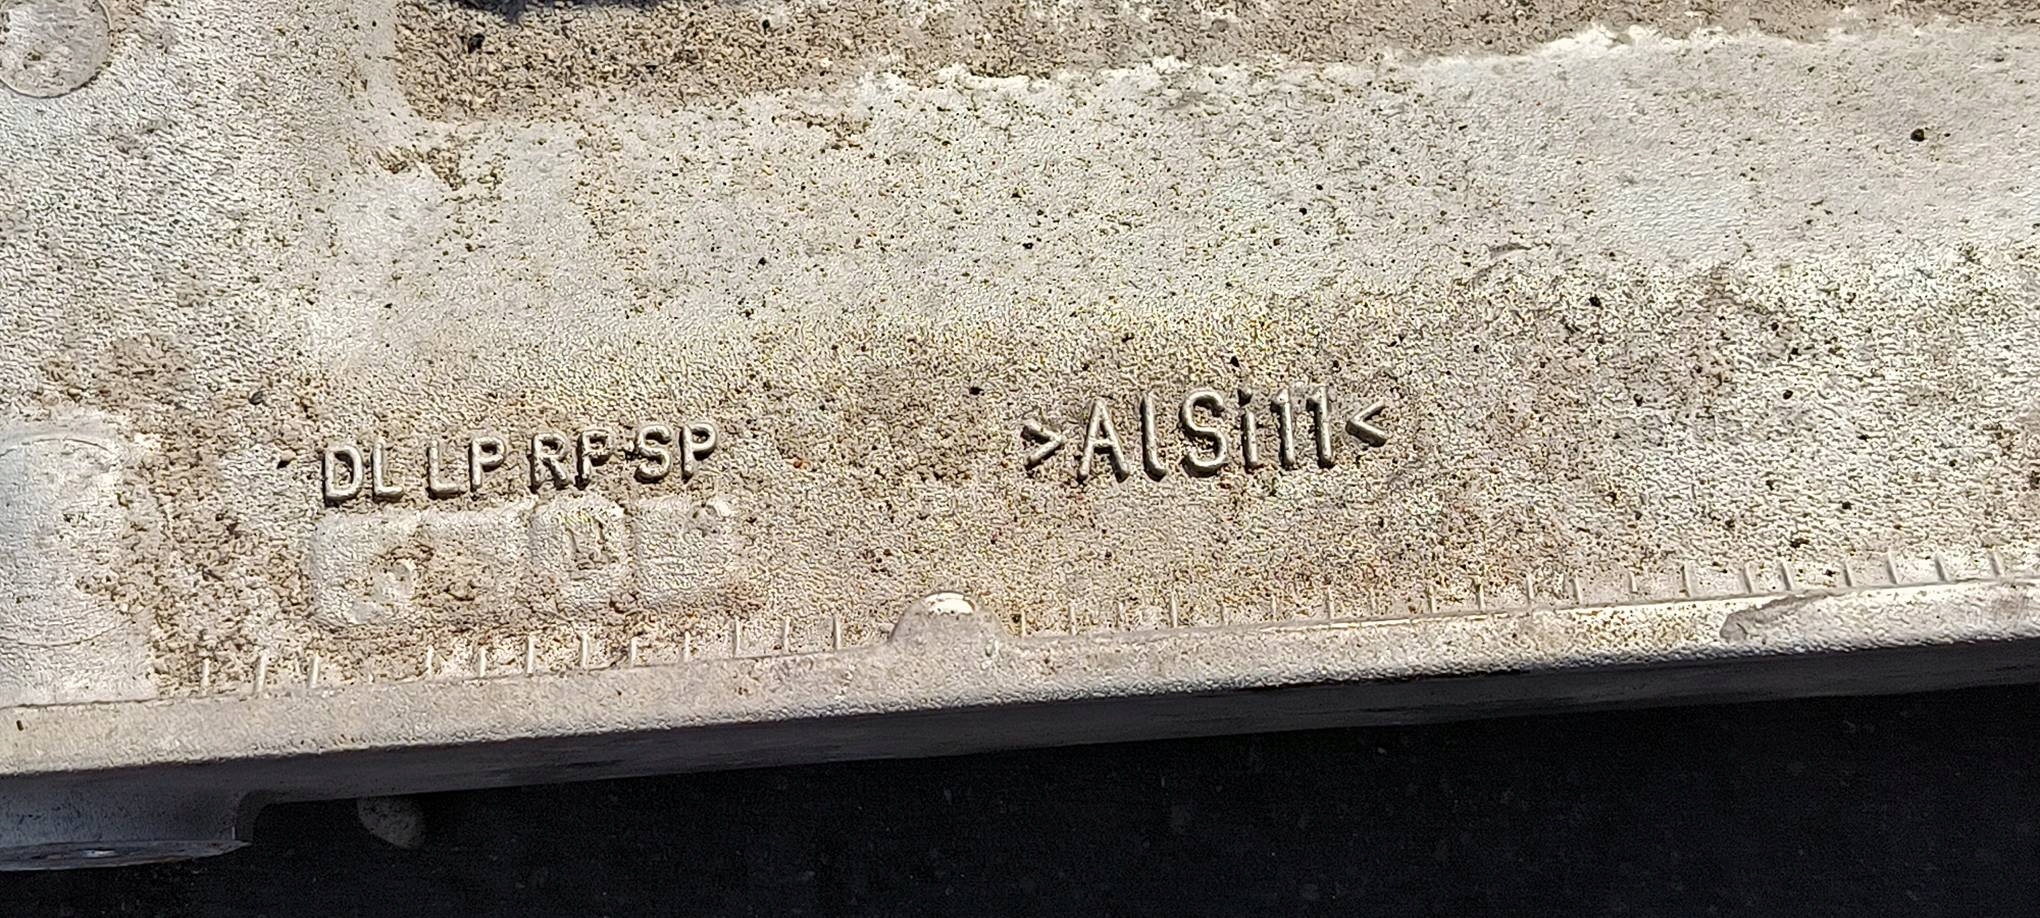 DL LP RP SP
>AlSi11<